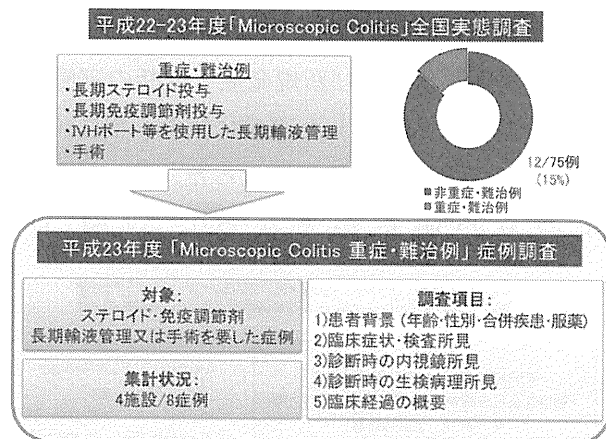 平成22-23年度「Microscopic Colitis」全国実態調査
重症・難治例
・長期ステロイド投与
・長期免疫調節剤投与
・IVHポート等を使用した長期輸液管理
・手術
12/75例
(15%)
■非重症・難治例
■重症・難治例
平成23年度「Microscopic Colitis 重症・難治例」症例調査
対象:
ステロイド・免疫調節剤
長期輸液管理又は手術を要した症例
集計状況:
4施設/8症例
調査項目:
1)患者背景(年齢・性別・合併疾患・服薬)
2)臨床症状・検査所見
3)診断時の内視鏡所見
4)診断時の生検病理所見
5)臨床経過の概要